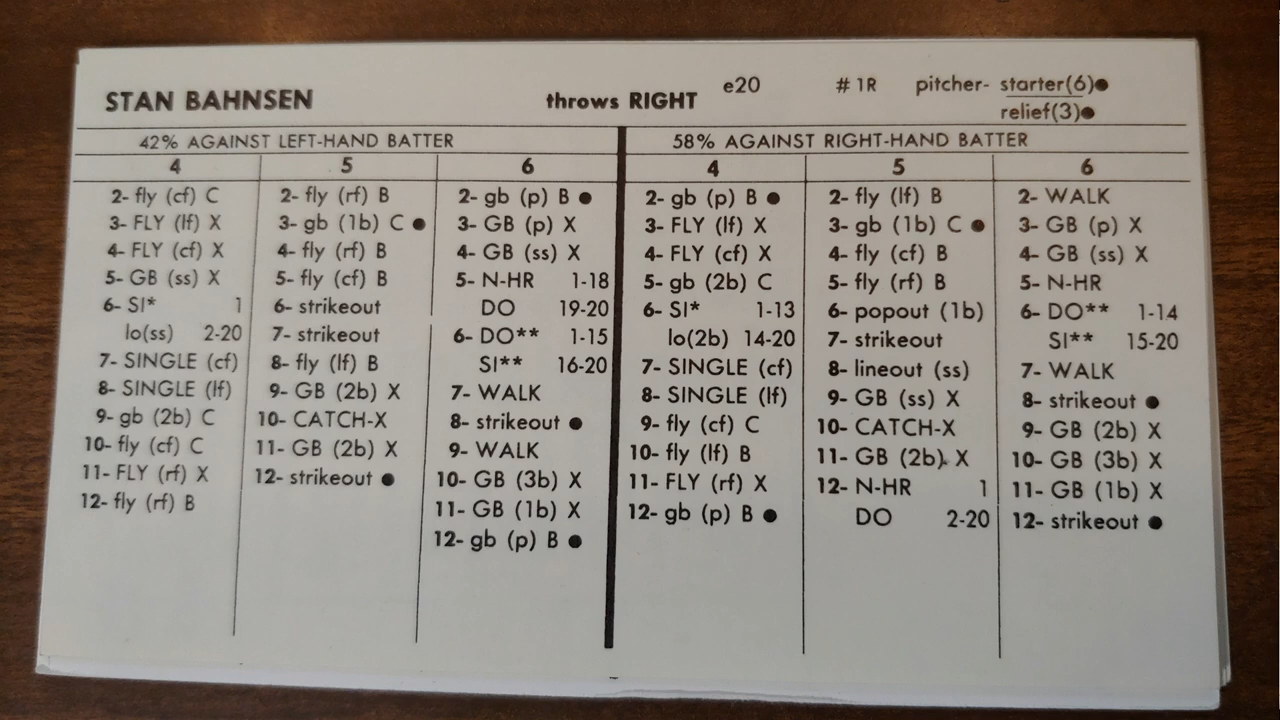 STAN BAHNSEN throws RIGHT e20 # 1R pitcher- starter(6)●
relief(3)●
42% AGAINST LEFT-HAND BATTER
4
2- fly (cf) C
3- FLY (lf) X
4- FLY (cf) X
5- GB (ss) X
6- SI* 1
lo(ss) 2-20
7- SINGLE (cf)
8- SINGLE (lf)
9- gb (2b) C
10- fly (cf) C
11- FLY (rf) X
12- fly (rf) B
5
2- fly (rf) B
3- gb (1b) C ●
4- fly (rf) B
5- fly (cf) B
6- strikeout
7- strikeout
8- fly (lf) B
9- GB (2b) X
10- CATCH-X
11- GB (2b) X
12- strikeout ●
6
2- gb (p) B ●
3- GB (p) X
4- GB (ss) X
5- N-HR 1-18
DO 19-20
6- DO** 1-15
SI** 16-20
7- WALK
8- strikeout ●
9- WALK
10- GB (3b) X
11- GB (1b) X
12- gb (p) B ●
58% AGAINST RIGHT-HAND BATTER
4
2- gb (p) B ●
3- FLY (lf) X
4- FLY (cf) X
5- gb (2b) C
6- SI* 1-13
lo(2b) 14-20
7- SINGLE (cf)
8- SINGLE (lf)
9- fly (cf) C
10- fly (lf) B
11- FLY (rf) X
12- gb (p) B ●
5
2- fly (lf) B
3- gb (1b) C ●
4- fly (cf) B
5- fly (rf) B
6- popout (1b)
7- strikeout
8- lineout (ss)
9- GB (ss) X
10- CATCH-X
11- GB (2b) X
12- N-HR 1
DO 2-20
6
2- WALK
3- GB (p) X
4- GB (ss) X
5- N-HR
6- DO** 1-14
SI** 15-20
7- WALK
8- strikeout ●
9- GB (2b) X
10- GB (3b) X
11- GB (1b) X
12- strikeout ●